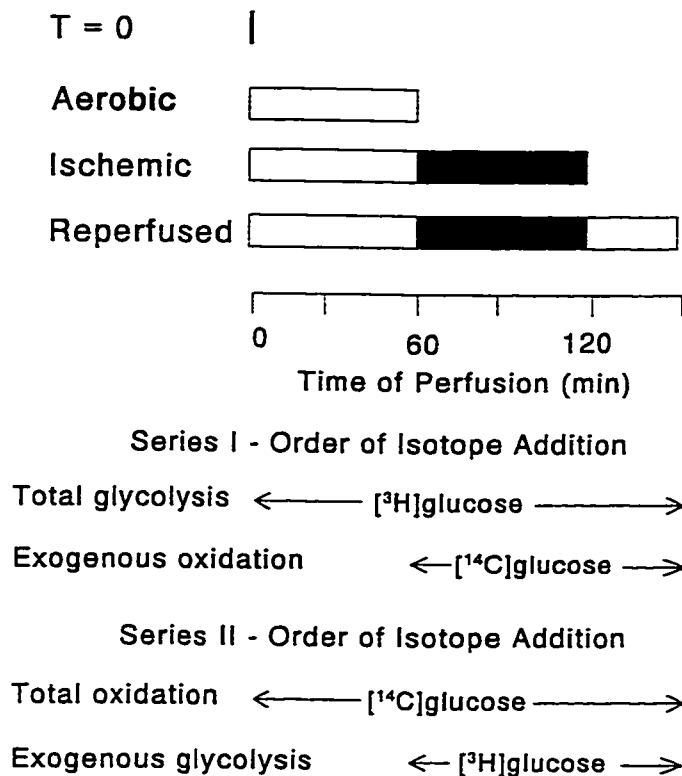 T = 0
Aerobic
Ischemic
Reperfused
0 60 120
Time of Perfusion (min)
Series I - Order of Isotope Addition
Total glycolysis [³H]glucose
Exogenous oxidation [¹⁴C]glucose
Series II - Order of Isotope Addition
Total oxidation [¹⁴C]glucose
Exogenous glycolysis [³H]glucose